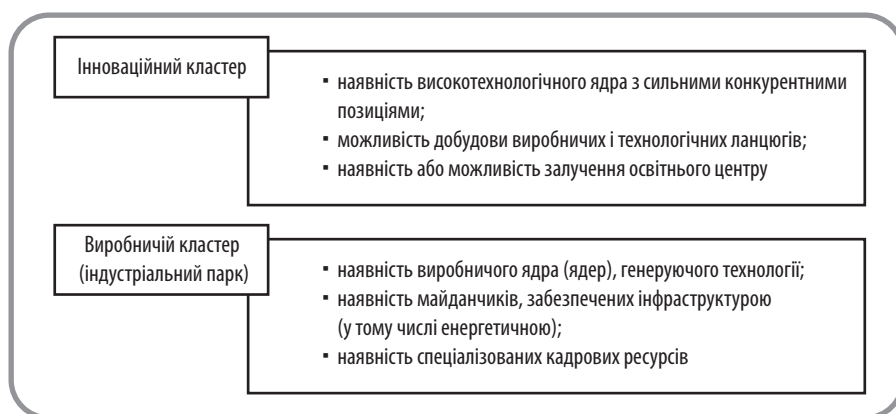 Інноваційний кластер
▪ наявність високотехнологічного ядра з сильними конкурентними
позиціями;
▪ можливість добудови виробничих і технологічних ланцюгів;
▪ наявність або можливість залучення освітнього центру
Виробничій кластер
(індустріальний парк)
▪ наявність виробничого ядра (ядер), генеруючого технології;
▪ наявність майданчиків, забезпечених інфраструктурою
(у тому числі енергетичною);
▪ наявність спеціалізованих кадрових ресурсів